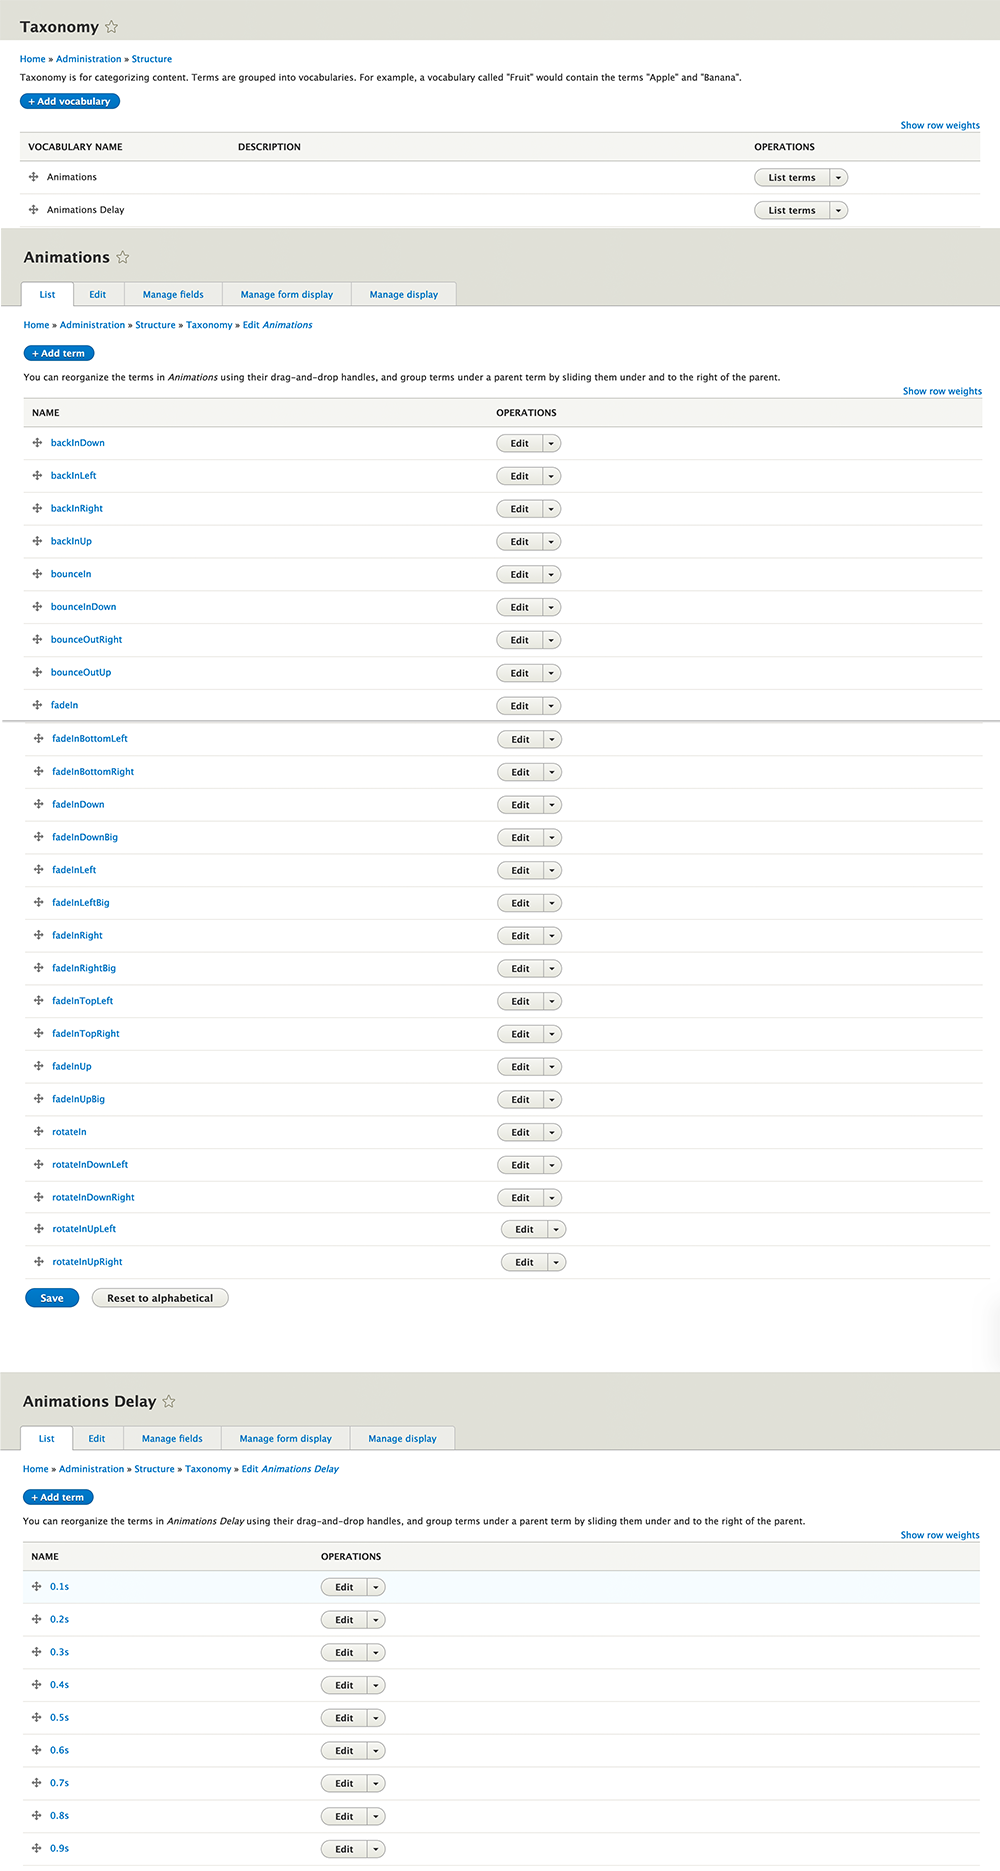 Taxonomy
Home » Administration » Structure
Taxonomy is for categorizing content. Terms are grouped into vocabularies. For example, a vocabulary called "Fruit" would contain the terms "Apple" and "Banana".
+ Add vocabulary
Show row weights
VOCABULARY NAME DESCRIPTION OPERATIONS
Animations List terms
Animations Delay List terms
Animations
List Edit Manage fields Manage form display Manage display
Home » Administration » Structure » Taxonomy » Edit Animations
+ Add term
You can reorganize the terms in Animations using their drag-and-drop handles, and group terms under a parent term by sliding them under and to the right of the parent.
Show row weights
NAME OPERATIONS
backInDown Edit
backInLeft Edit
backInRight Edit
backInUp Edit
bounceIn Edit
bounceInDown Edit
bounceOutRight Edit
bounceOutUp Edit
fadeIn Edit
fadeInBottomLeft Edit
fadeInBottomRight Edit
fadeInDown Edit
fadeInDownBig Edit
fadeInLeft Edit
fadeInLeftBig Edit
fadeInRight Edit
fadeInRightBig Edit
fadeInTopLeft Edit
fadeInTopRight Edit
fadeInUp Edit
fadeInUpBig Edit
rotateIn Edit
rotateInDownLeft Edit
rotateInDownRight Edit
rotateInUpLeft Edit
rotateInUpRight Edit
Save Reset to alphabetical
Animations Delay
List Edit Manage fields Manage form display Manage display
Home » Administration » Structure » Taxonomy » Edit Animations Delay
+ Add term
You can reorganize the terms in Animations Delay using their drag-and-drop handles, and group terms under a parent term by sliding them under and to the right of the parent.
Show row weights
NAME OPERATIONS
0.1s Edit
0.2s Edit
0.3s Edit
0.4s Edit
0.5s Edit
0.6s Edit
0.7s Edit
0.8s Edit
0.9s Edit